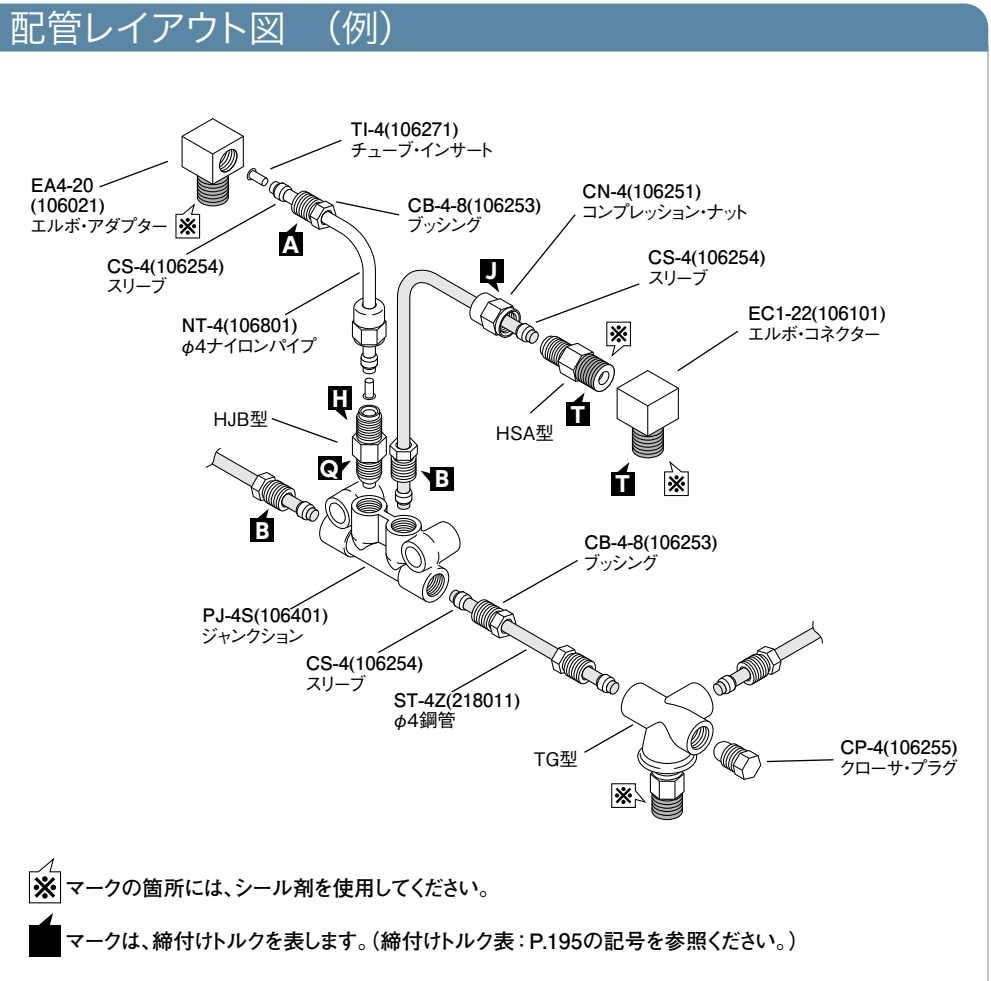 配管レイアウト図 （例）
TI-4(106271)
チューブ・インサート
EA4-20
(106021)
エルボ・アダプター
※
CB-4-8(106253)
ブッシング
CN-4(106251)
コンプレッション・ナット
A
CS-4(106254)
スリーブ
J
CS-4(106254)
スリーブ
NT-4(106801)
φ4ナイロンパイプ
EC1-22(106101)
エルボ・コネクター
※
H
T
HJB型
HSA型
Q
B
T
※
B
CB-4-8(106253)
ブッシング
PJ-4S(106401)
ジャンクション
CS-4(106254)
スリーブ
ST-4Z(218011)
φ4鋼管
TG型
CP-4(106255)
クローサ・プラグ
※
※マークの箇所には、シール剤を使用してください。
マークは、締付けトルクを表します。（締付けトルク表：P.195の記号を参照ください。）